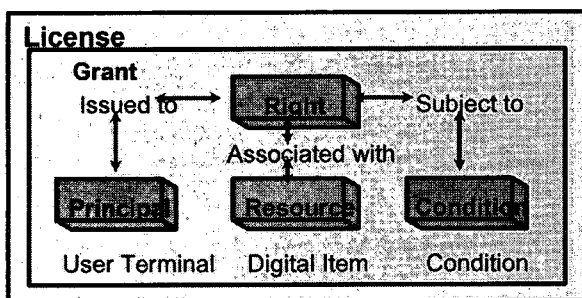 License
Grant
Issued to Right Subject to
Associated with
Principal Resource Condition
User Terminal Digital Item Condition